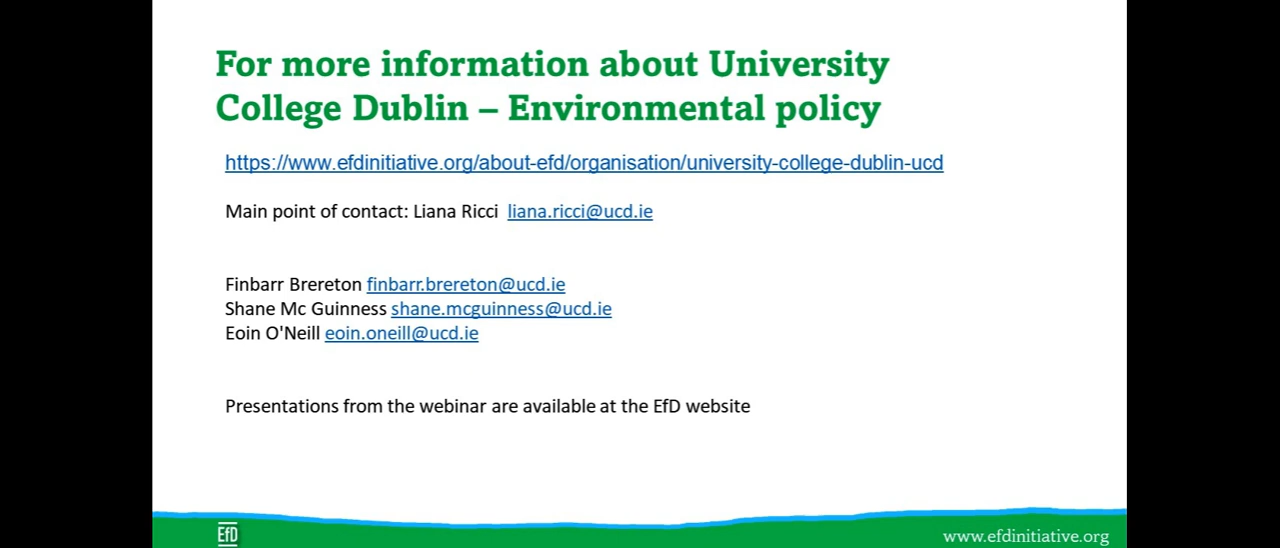 For more information about University
College Dublin – Environmental policy
https://www.efdinitiative.org/about-efd/organisation/university-college-dublin-ucd
Main point of contact: Liana Ricci liana.ricci@ucd.ie
Finbarr Brereton finbarr.brereton@ucd.ie
Shane Mc Guinness shane.mcguinness@ucd.ie
Eoin O'Neill eoin.oneill@ucd.ie
Presentations from the webinar are available at the EfD website
EfD
www.efdinitiative.org